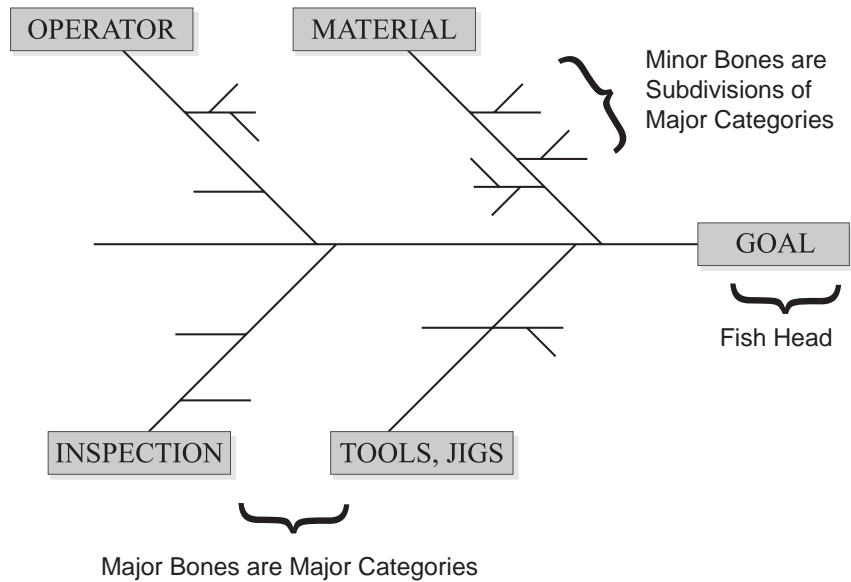 OPERATOR
MATERIAL
Minor Bones are
Subdivisions of
Major Categories
GOAL
Fish Head
INSPECTION
TOOLS, JIGS
Major Bones are Major Categories